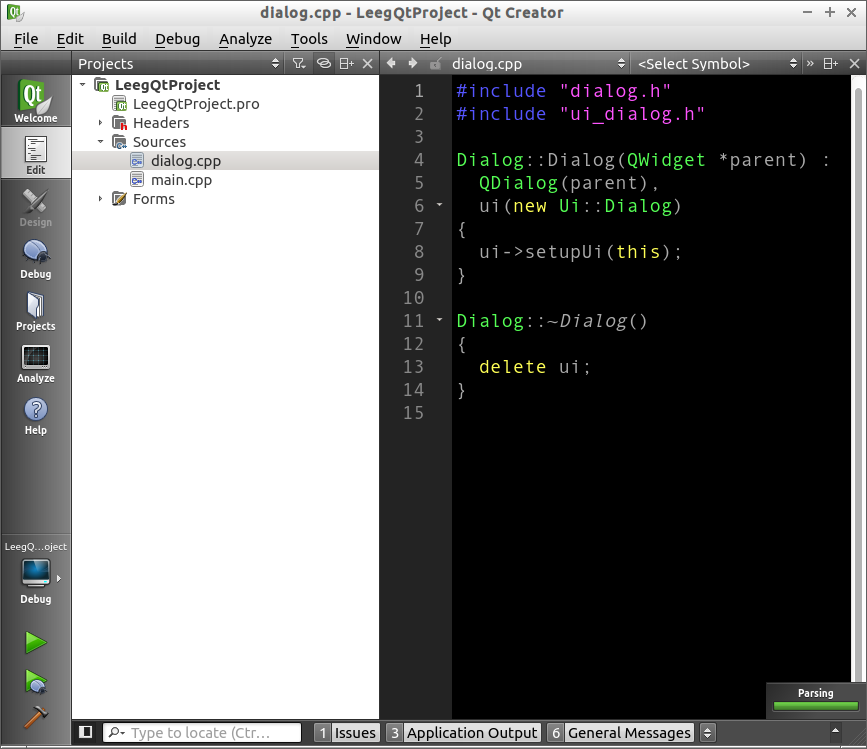 dialog.cpp - LeegQtProject - Qt Creator
File Edit Build Debug Analyze Tools Window Help
Projects
dialog.cpp
<Select Symbol>
Qt
Welcome
Edit
Design
Debug
Projects
Analyze
Help
LeegQ...oject
Debug
LeegQtProject
LeegQtProject.pro
Headers
Sources
dialog.cpp
main.cpp
Forms
1 #include "dialog.h"
2 #include "ui_dialog.h"
3
4 Dialog::Dialog(QWidget *parent) :
5 QDialog(parent),
6 ui(new Ui::Dialog)
7 {
8 ui->setupUi(this);
9 }
10
11 Dialog::~Dialog()
12 {
13 delete ui;
14 }
15
Parsing
Type to locate (Ctr...
1 Issues
3 Application Output
6 General Messages